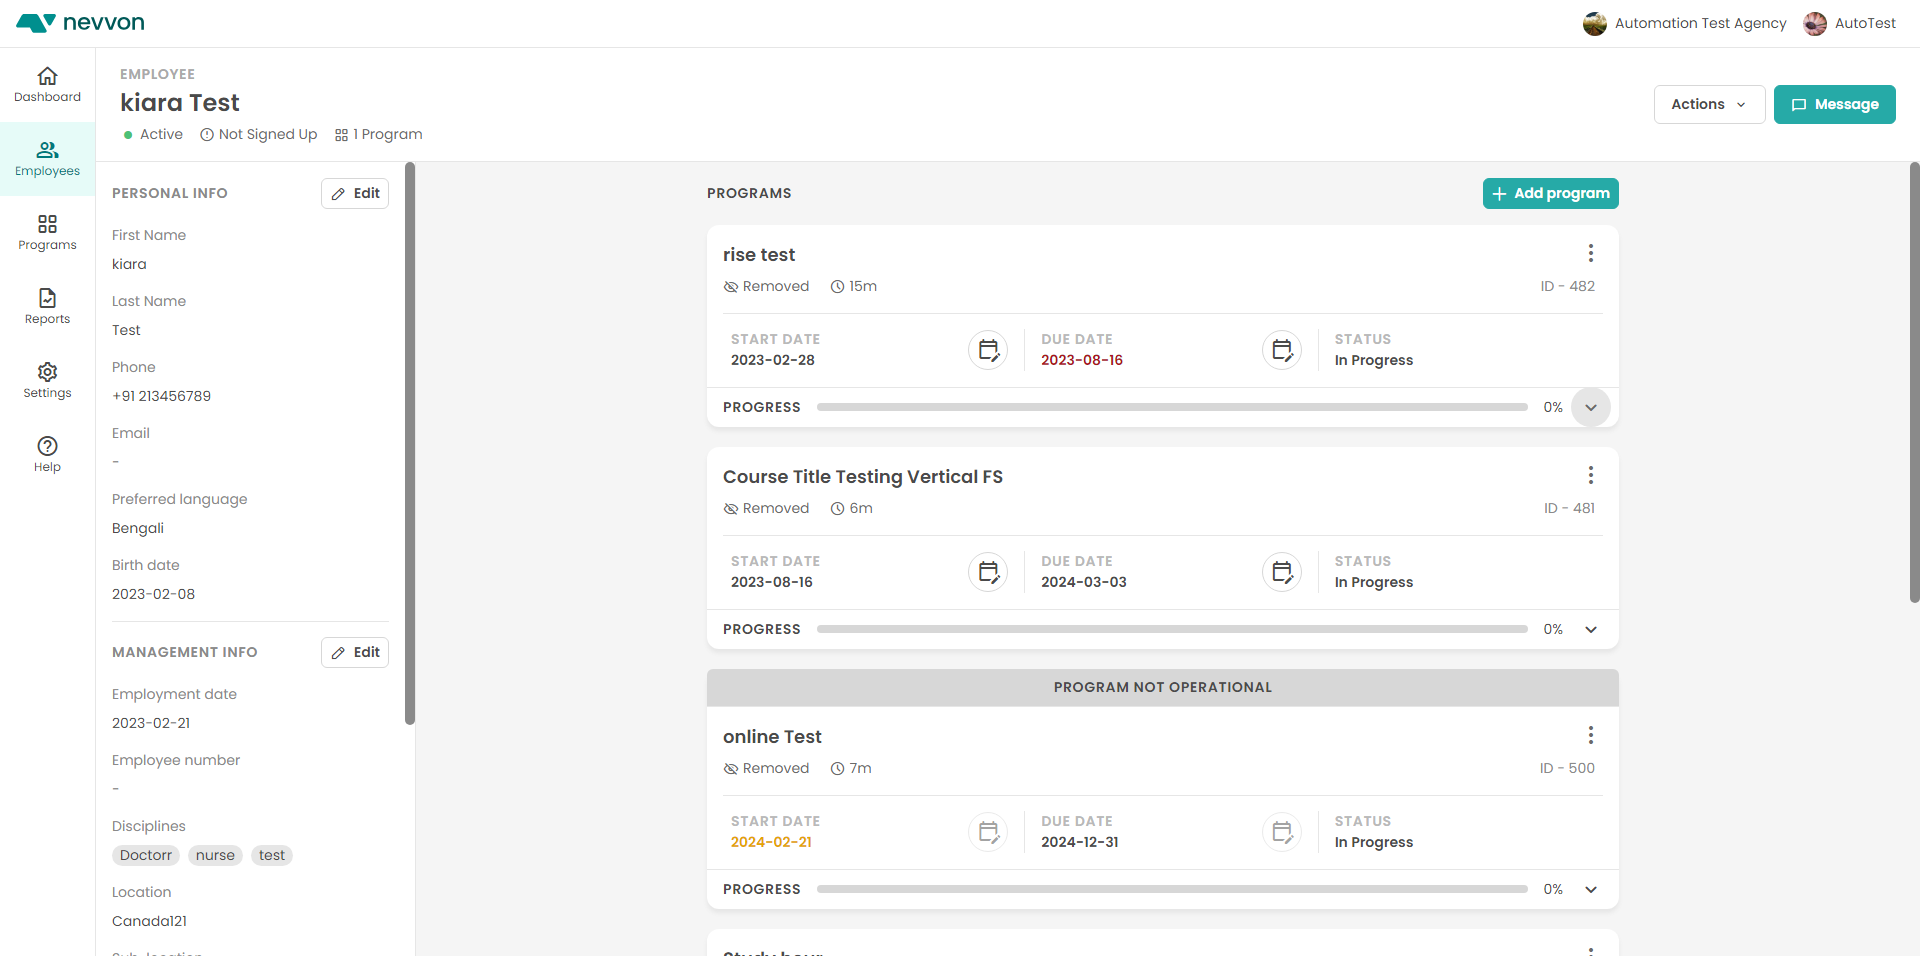 nevvon
Automation Test Agency
AutoTest
Dashboard
Employees
Programs
Reports
Settings
Help
EMPLOYEE
kiara Test
Active
Not Signed Up
1 Program
Actions
Message
PERSONAL INFO
Edit
First Name
kiara
Last Name
Test
Phone
+91 213456789
Email
-
Preferred language
Bengali
Birth date
2023-02-08
MANAGEMENT INFO
Edit
Employment date
2023-02-21
Employee number
-
Disciplines
Doctorr nurse test
Location
Canada121
PROGRAMS
Add program
rise test
Removed 15m ID - 482
START DATE DUE DATE STATUS
2023-02-28 2023-08-16 In Progress
PROGRESS 0%
Course Title Testing Vertical FS
Removed 6m ID - 481
START DATE DUE DATE STATUS
2023-08-16 2024-03-03 In Progress
PROGRESS 0%
PROGRAM NOT OPERATIONAL
online Test
Removed 7m ID - 500
START DATE DUE DATE STATUS
2024-02-21 2024-12-31 In Progress
PROGRESS 0%